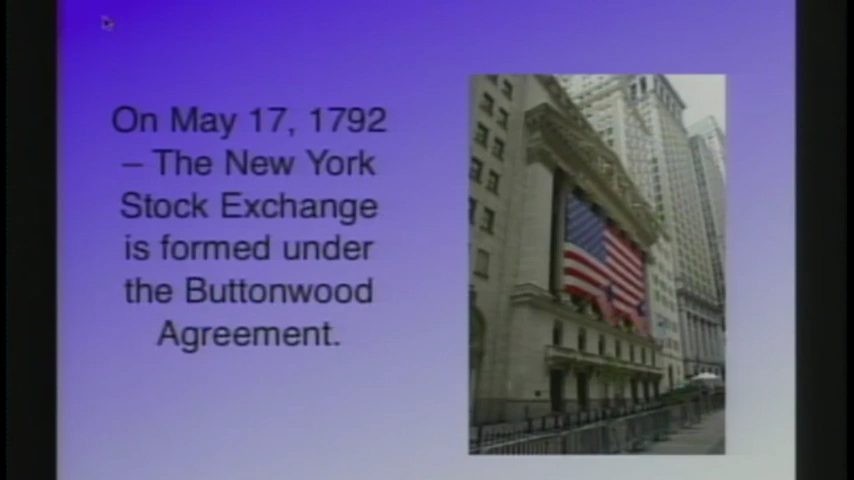 On May 17, 1792
– The New York
Stock Exchange
is formed under
the Buttonwood
Agreement.